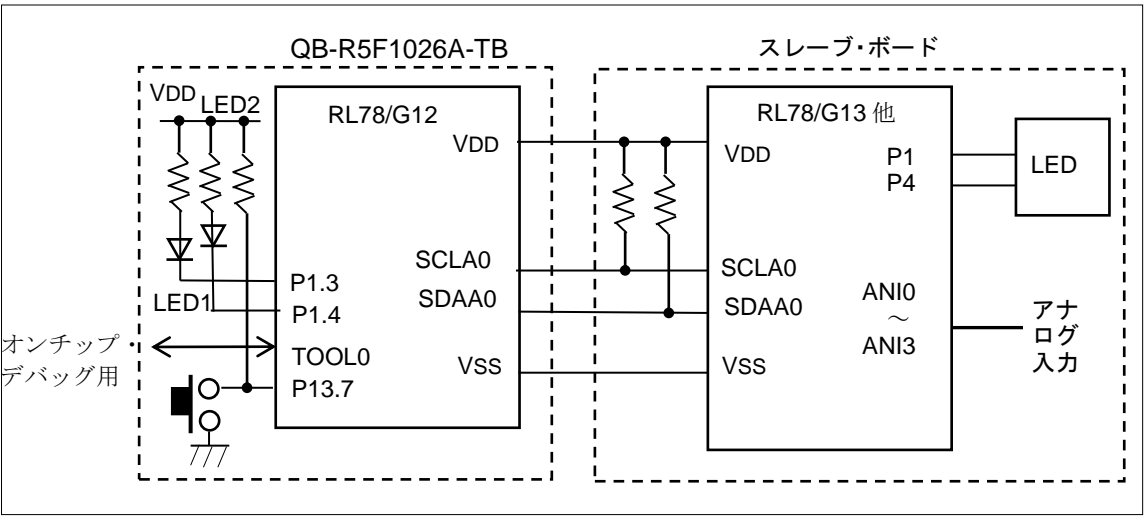 QB-R5F1026A-TB
スレーブ・ボード
VDD
LED2
RL78/G12
VDD
SCLA0
SDAA0
VSS
P1.3
LED1
P1.4
オンチップ・
デバッグ用
TOOL0
P13.7
RL78/G13 他
VDD
P1
P4
LED
SCLA0
SDAA0
ANI0
～
ANI3
VSS
アナ
ログ
入力